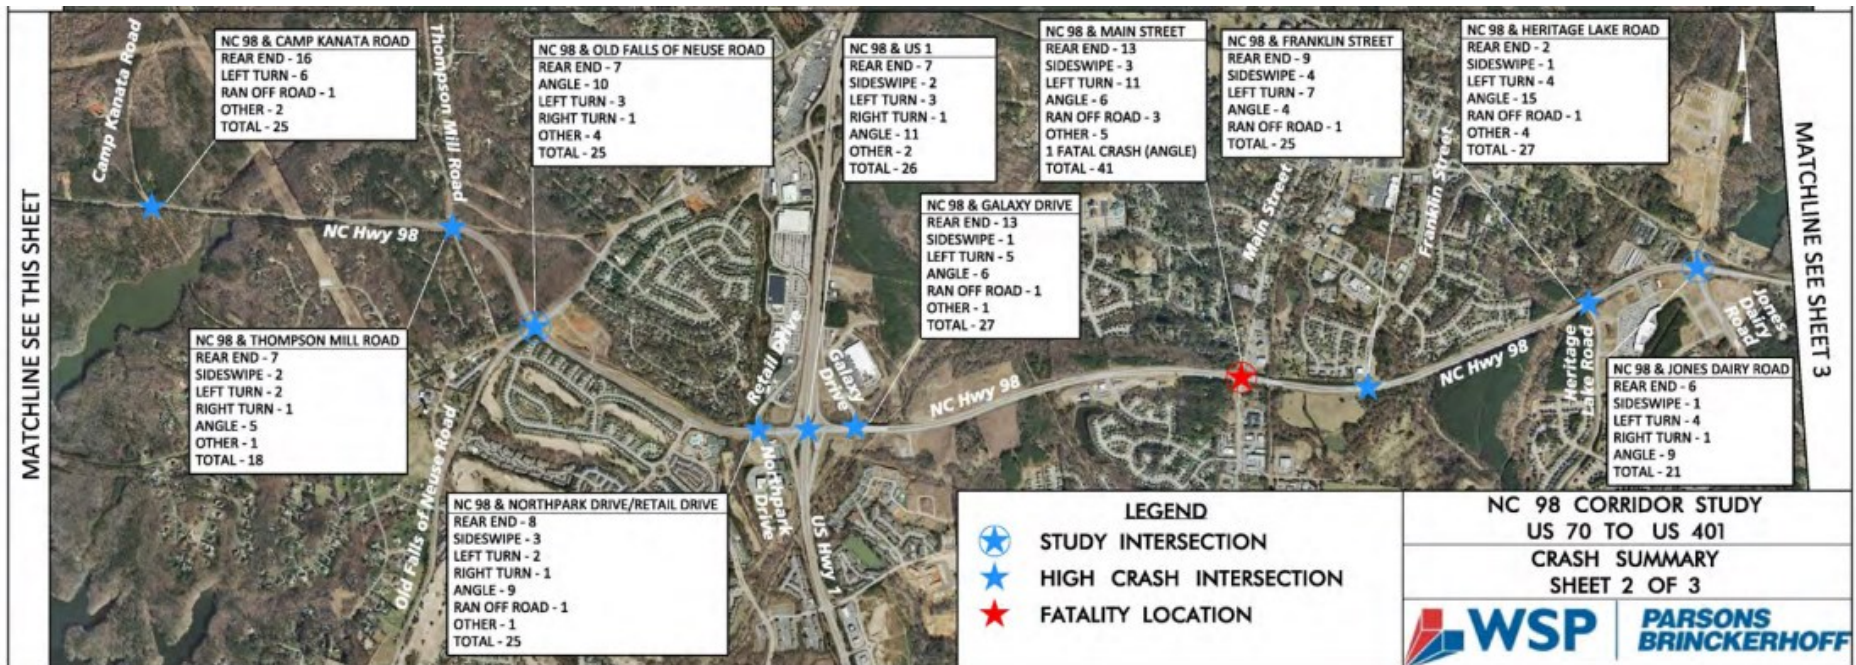 MATCHLINE SEE THIS SHEET
Camp Kanata Road
NC 98 & CAMP KANATA ROAD
REAR END - 16
LEFT TURN - 6
RAN OFF ROAD - 1
OTHER - 2
TOTAL - 25
Thompson Mill Road
NC Hwy 98
NC 98 & OLD FALLS OF NEUSE ROAD
REAR END - 7
ANGLE - 10
LEFT TURN - 3
RIGHT TURN - 1
OTHER - 4
TOTAL - 25
NC 98 & US 1
REAR END - 7
SIDESWIPE - 2
LEFT TURN - 3
RIGHT TURN - 1
ANGLE - 11
OTHER - 2
TOTAL - 26
NC 98 & MAIN STREET
REAR END - 13
SIDESWIPE - 3
LEFT TURN - 11
ANGLE - 6
RAN OFF ROAD - 3
OTHER - 5
1 FATAL CRASH (ANGLE)
TOTAL - 41
NC 98 & FRANKLIN STREET
REAR END - 9
SIDESWIPE - 4
LEFT TURN - 7
ANGLE - 4
RAN OFF ROAD - 1
TOTAL - 25
NC 98 & HERITAGE LAKE ROAD
REAR END - 2
SIDESWIPE - 1
LEFT TURN - 4
ANGLE - 15
RAN OFF ROAD - 1
OTHER - 4
TOTAL - 27
MATCHLINE SEE SHEET 3
NC 98 & GALAXY DRIVE
REAR END - 13
SIDESWIPE - 1
LEFT TURN - 5
ANGLE - 6
RAN OFF ROAD - 1
OTHER - 1
TOTAL - 27
Main Street
Franklin Street
NC 98 & THOMPSON MILL ROAD
REAR END - 7
SIDESWIPE - 2
LEFT TURN - 2
RIGHT TURN - 1
ANGLE - 5
OTHER - 1
TOTAL - 18
Old Falls of Neuse Road
Retail Drive
Galaxy
Drive
NC Hwy 98
NC Hwy 98
Heritage
Lake Road
Jones
Dairy
Road
NC 98 & JONES DAIRY ROAD
REAR END - 6
SIDESWIPE - 1
LEFT TURN - 4
RIGHT TURN - 1
ANGLE - 9
TOTAL - 21
NC 98 & NORTHPARK DRIVE/RETAIL DRIVE
REAR END - 8
SIDESWIPE - 3
LEFT TURN - 2
RIGHT TURN - 1
ANGLE - 9
RAN OFF ROAD - 1
OTHER - 1
TOTAL - 25
Northpark
Drive
US Hwy 1
LEGEND
STUDY INTERSECTION
HIGH CRASH INTERSECTION
FATALITY LOCATION
NC 98 CORRIDOR STUDY
US 70 TO US 401
CRASH SUMMARY
SHEET 2 OF 3
WSP
PARSONS
BRINCKERHOFF